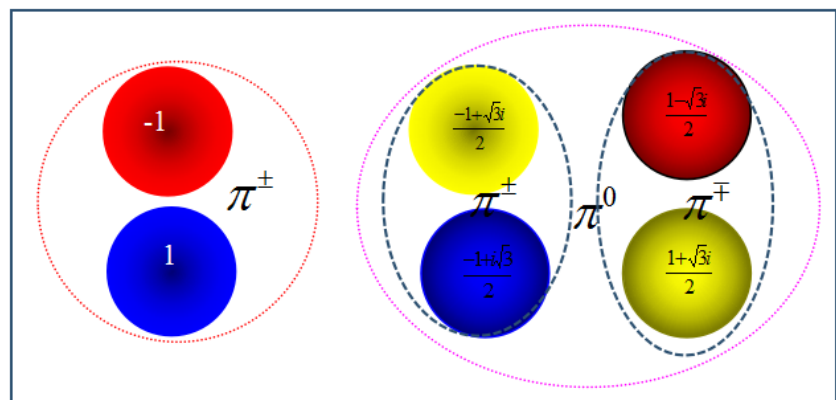 -1
1
π±
(-1+√3i)/2
(-1+i√3)/2
π±
π⁰
(1-√3i)/2
(1+√3i)/2
π∓